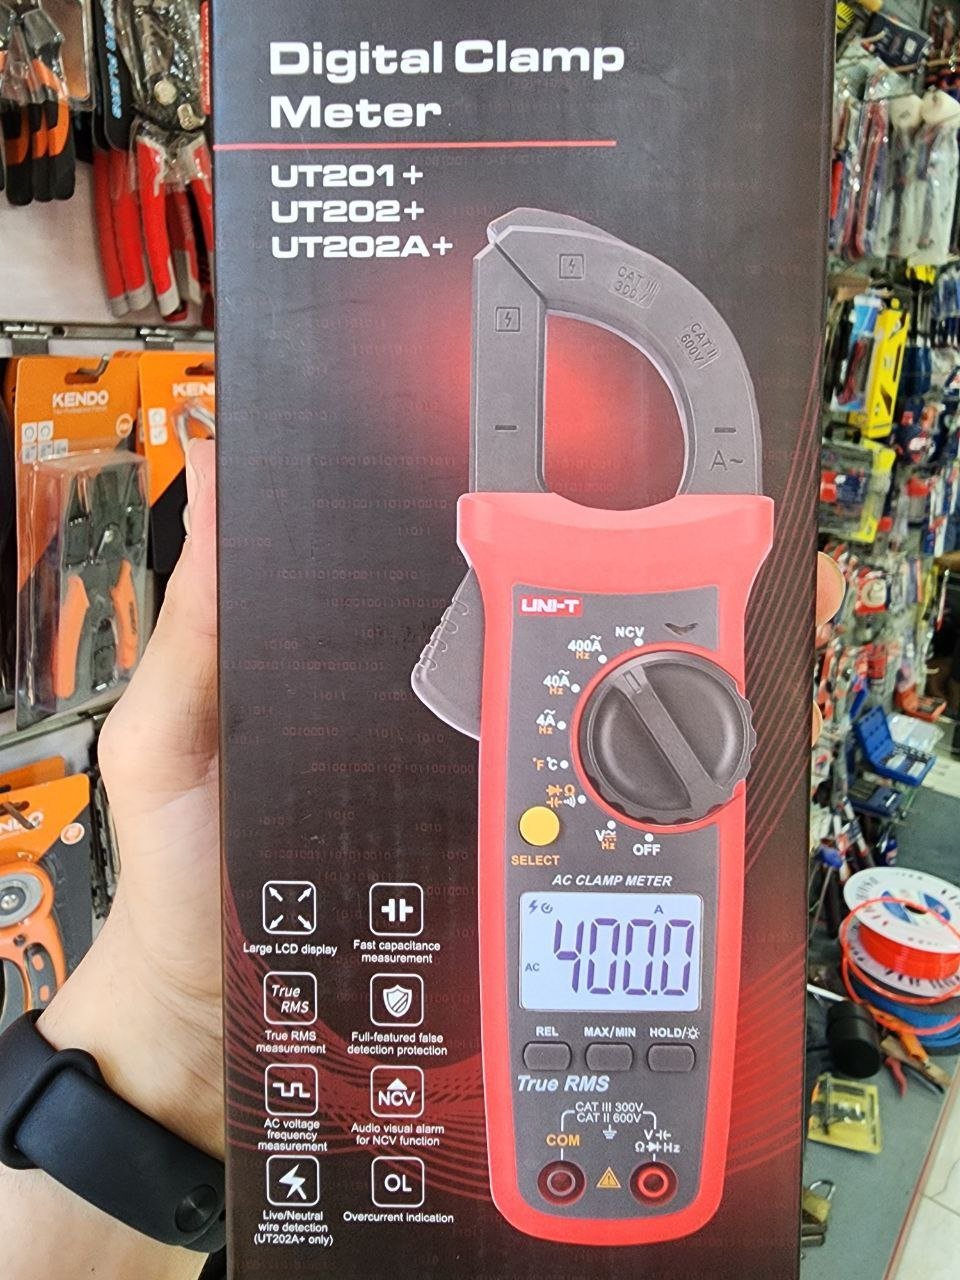 Digital Clamp
Meter
UT201+
UT202+
UT202A+
CAT III
300V
CAT II
600V
A~
KENDO
KEN
UNI-T
NCV
400A~
Hz
40A~
Hz
4A~
Hz
°F °C
Ω
V
Hz
OFF
SELECT
AC CLAMP METER
A
AC 400.0
REL MAX/MIN HOLD/
True RMS
CAT III 300V
CAT II 600V
COM
V
Ω Hz
Large LCD display
Fast capacitance
measurement
True
RMS
True RMS
measurement
Full-featured false
detection protection
AC voltage
frequency
measurement
NCV
Audio visual alarm
for NCV function
Live/Neutral
wire detection
(UT202A+ only)
OL
Overcurrent indication